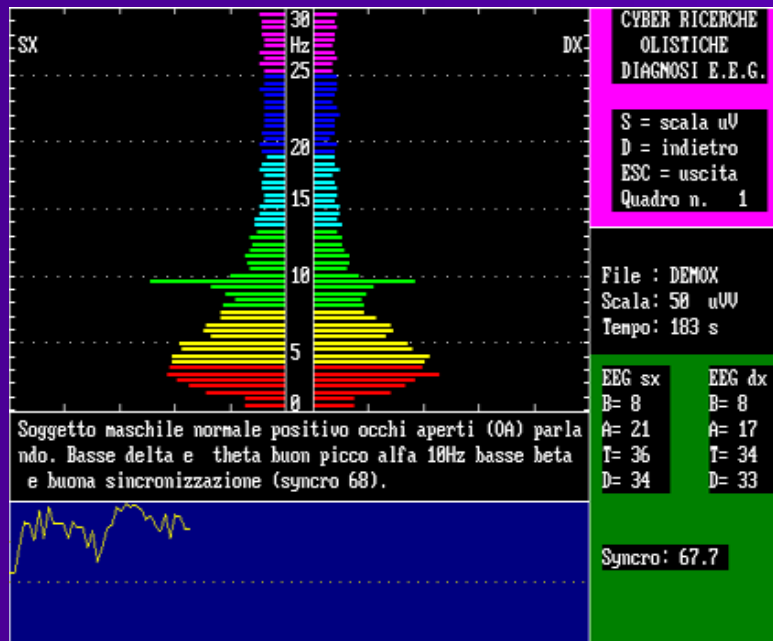 SX
DX
30
Hz
25
20
15
10
5
0
CYBER RICERCHE
OLISTICHE
DIAGNOSI E.E.G.
S = scala uV
D = indietro
ESC = uscita
Quadro n. 1
File : DEMOX
Scala: 50 uVV
Tempo: 183 s
EEG sx EEG dx
B= 8 B= 8
A= 21 A= 17
T= 36 T= 34
D= 34 D= 33
Syncro: 67.7
Soggetto maschile normale positivo occhi aperti (OA) parla
ndo. Basse delta e theta buon picco alfa 10Hz basse beta
e buona sincronizzazione (syncro 68).